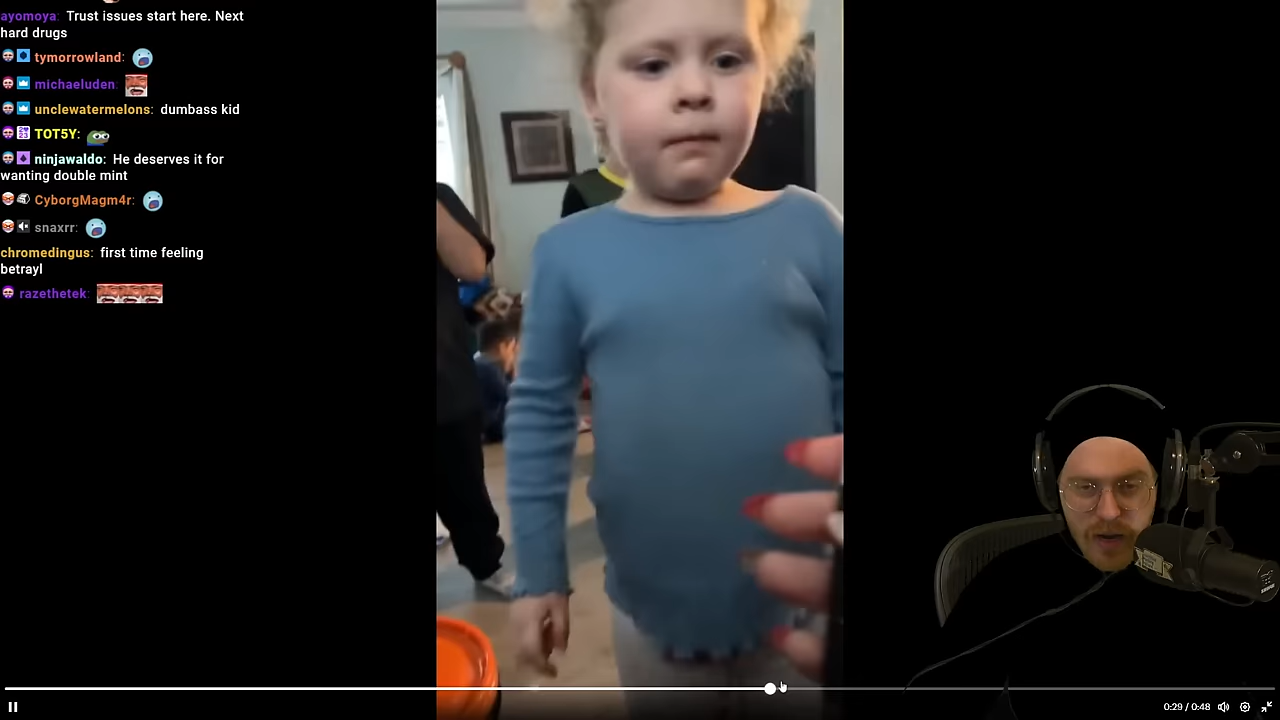 ayomoya: Trust issues start here. Next
hard drugs
tymorrowland:
michaeluden:
unclewatermelons: dumbass kid
TOT5Y:
ninjawaldo: He deserves it for
wanting double mint
CyborgMagm4r:
snaxrr:
chromedingus: first time feeling
betrayl
razethetek:
0:29 / 0:48